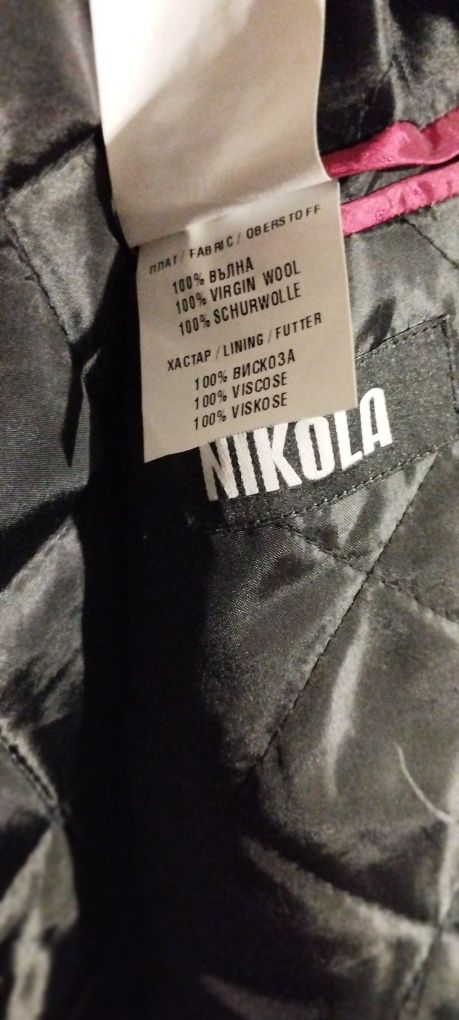 ПЛАТ / FABRIC / OBERSTOFF
100% ВЪЛНА
100% VIRGIN WOOL
100% SCHURWOLLE
ХАСТАР / LINING / FUTTER
100% ВИСКОЗА
100% VISCOSE
100% VISKOSE
NIKOLA